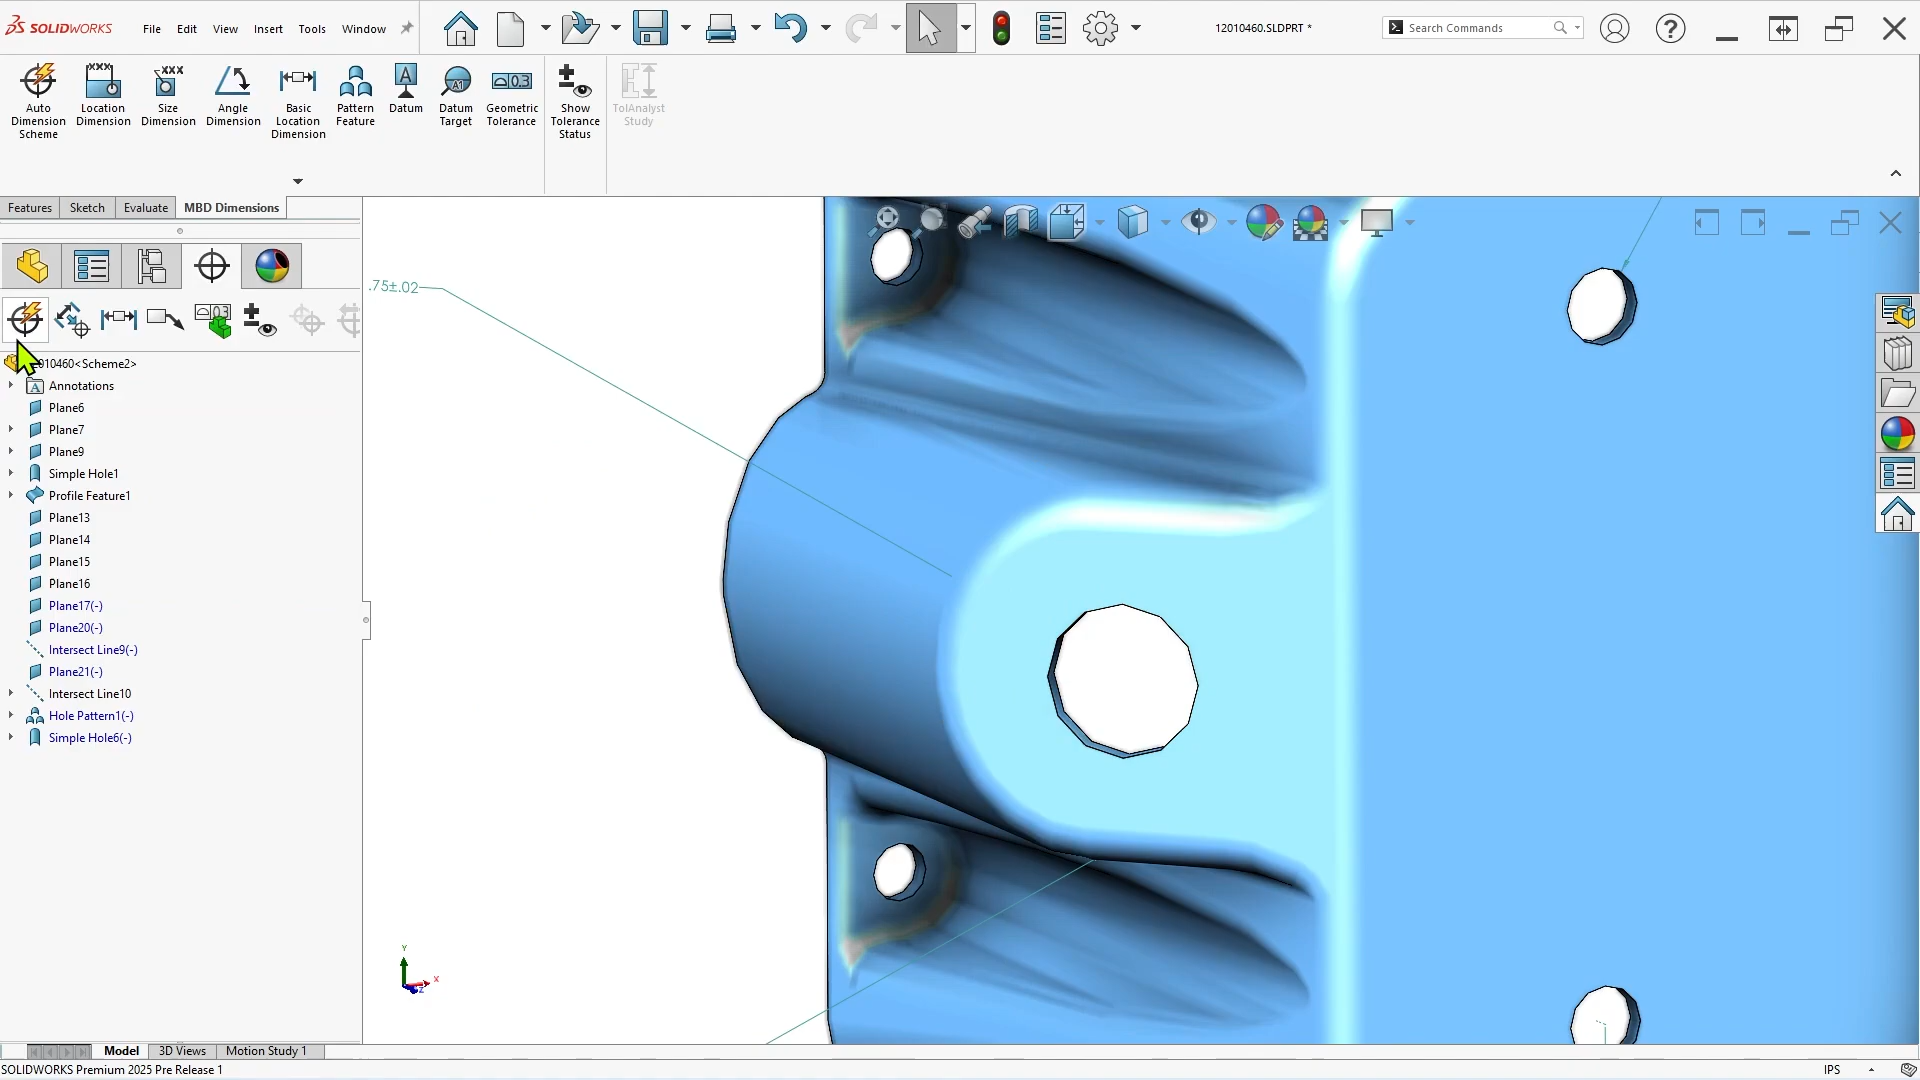 SOLIDWORKS File Edit View Insert Tools Window 12010460.SLDPRT * Search Commands
Auto Dimension Scheme
Location Dimension
Size Dimension
Angle Dimension
Basic Location Dimension
Pattern Feature
Datum
Datum Target
Geometric Tolerance
Show Tolerance Status
TolAnalyst Study
Features Sketch Evaluate MBD Dimensions
.75±.02
010460<Scheme2>
Annotations
Plane6
Plane7
Plane9
Simple Hole1
Profile Feature1
Plane13
Plane14
Plane15
Plane16
Plane17(-)
Plane20(-)
Intersect Line9(-)
Plane21(-)
Intersect Line10
Hole Pattern1(-)
Simple Hole6(-)
Y
X
Z
Model 3D Views Motion Study 1
SOLIDWORKS Premium 2025 Pre Release 1 IPS